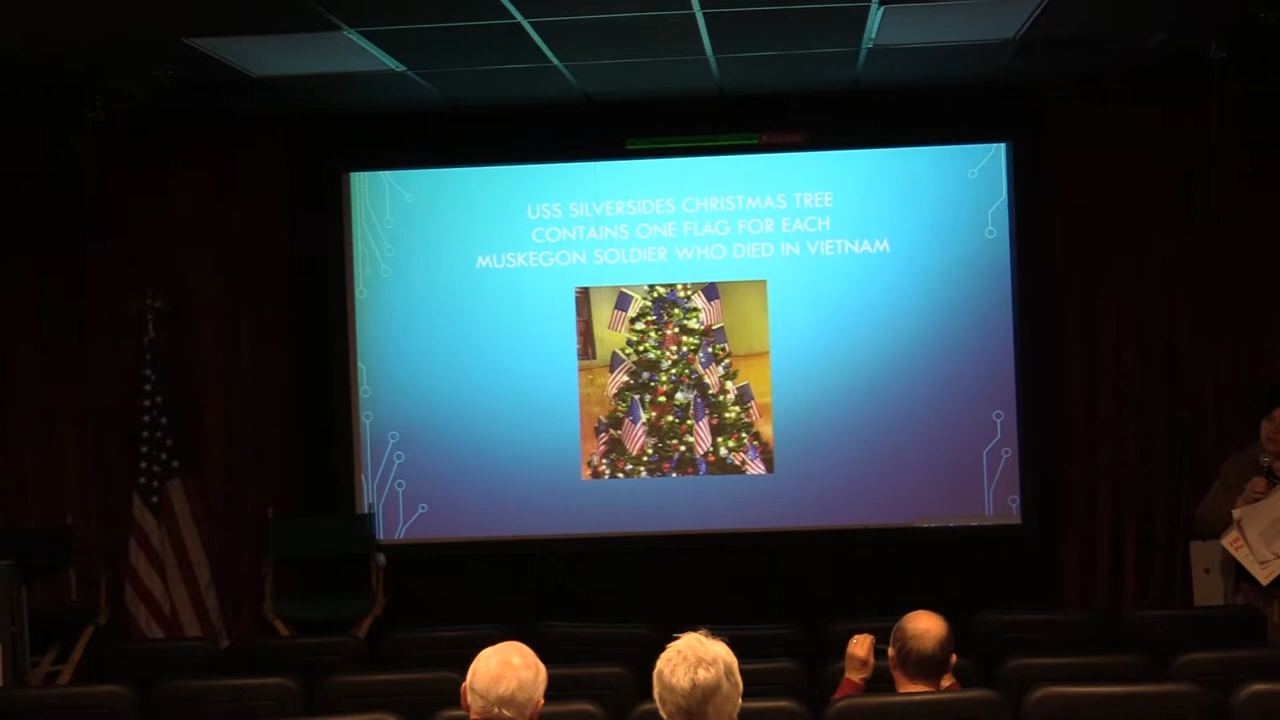 USS SILVERSIDES CHRISTMAS TREE
CONTAINS ONE FLAG FOR EACH
MUSKEGON SOLDIER WHO DIED IN VIETNAM